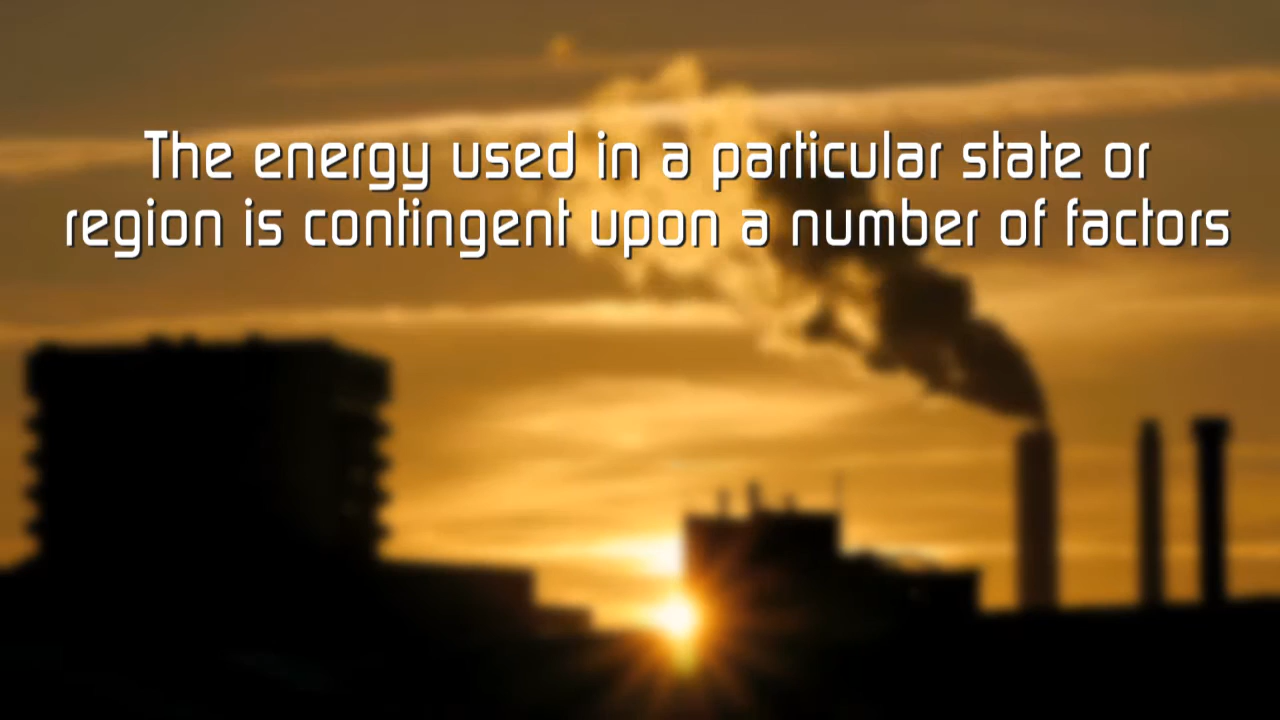 The energy used in a particular state or
region is contingent upon a number of factors